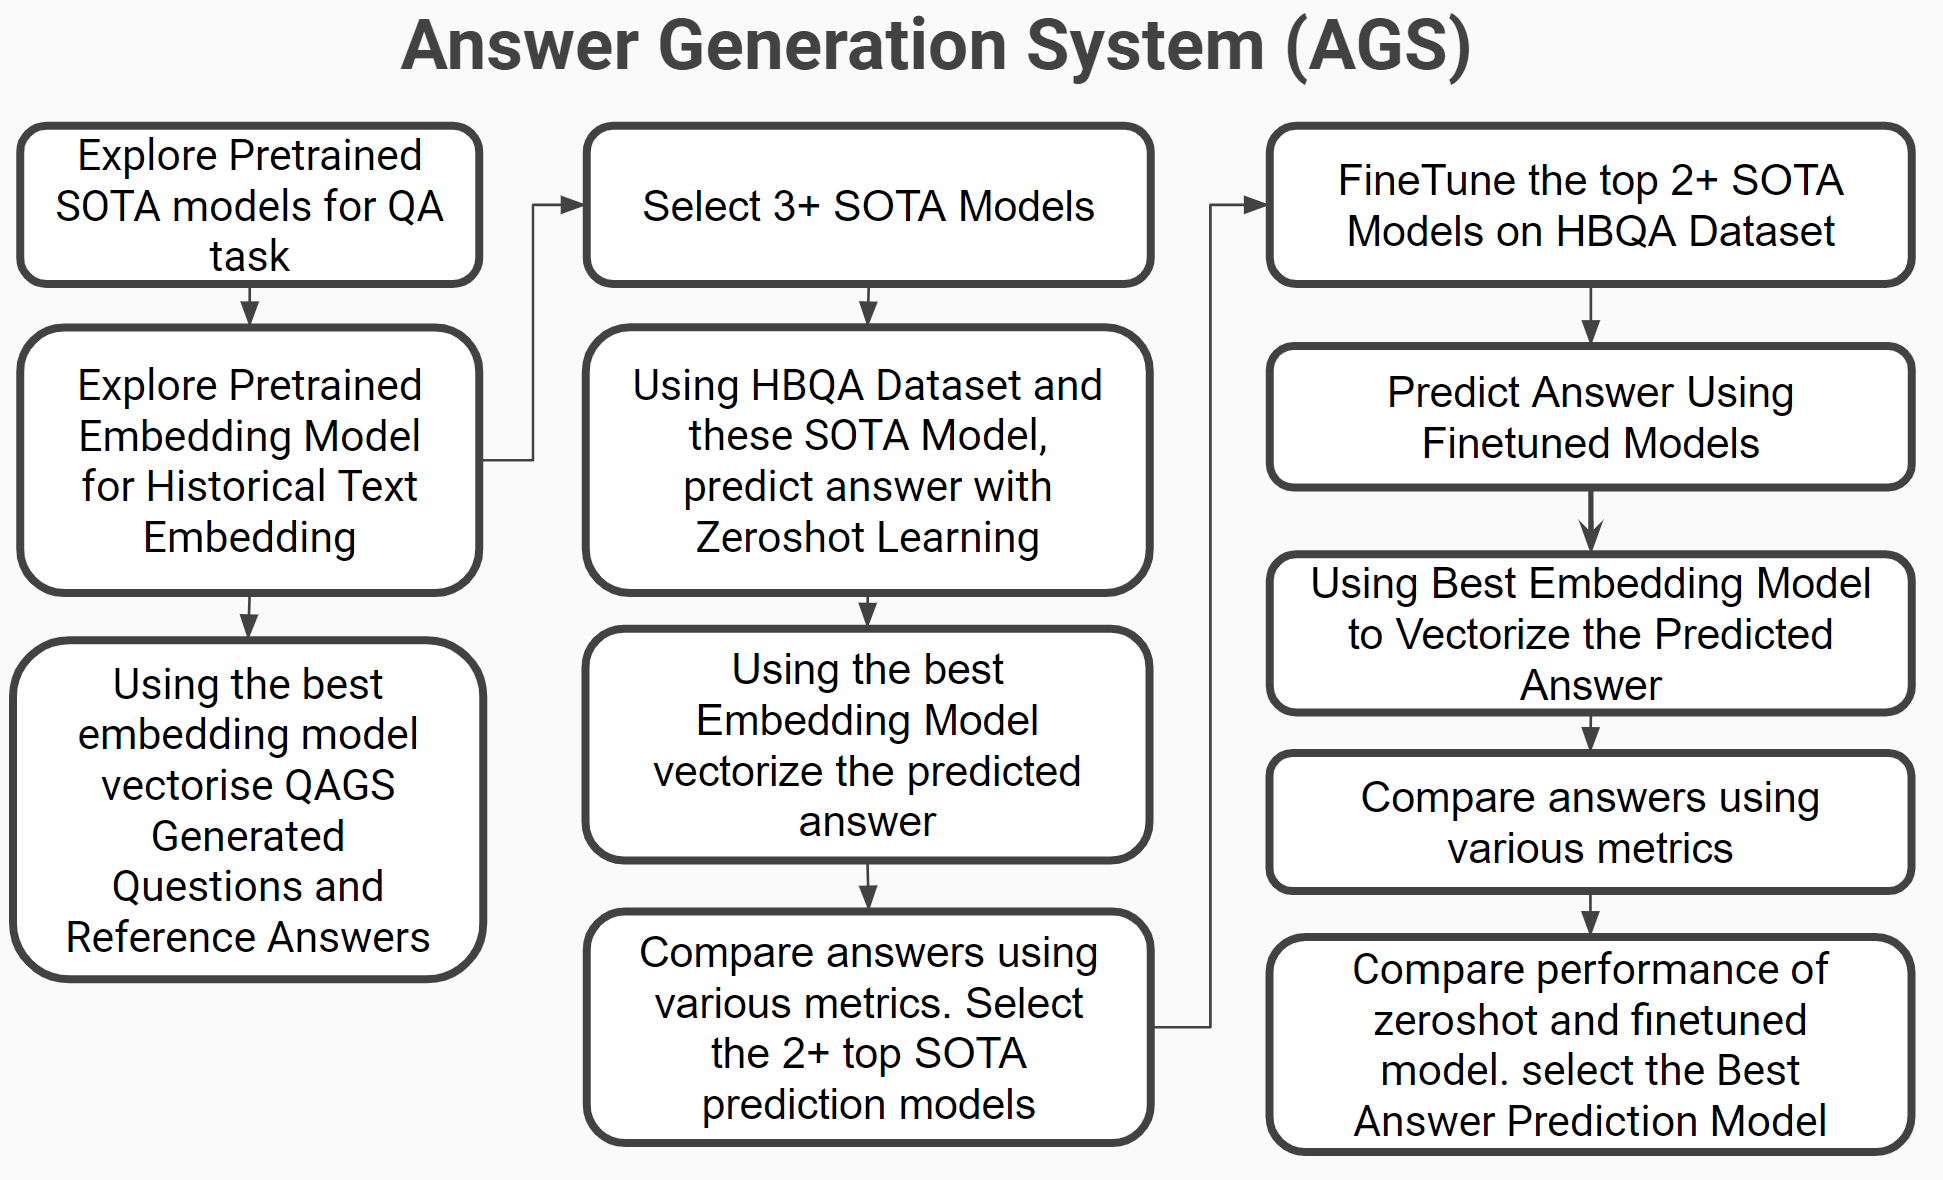 Answer Generation System (AGS)
Explore Pretrained
SOTA models for QA
task
Explore Pretrained
Embedding Model
for Historical Text
Embedding
Using the best
embedding model
vectorise QAGS
Generated
Questions and
Reference Answers
Select 3+ SOTA Models
Using HBQA Dataset and
these SOTA Model,
predict answer with
Zeroshot Learning
Using the best
Embedding Model
vectorize the predicted
answer
Compare answers using
various metrics. Select
the 2+ top SOTA
prediction models
FineTune the top 2+ SOTA
Models on HBQA Dataset
Predict Answer Using
Finetuned Models
Using Best Embedding Model
to Vectorize the Predicted
Answer
Compare answers using
various metrics
Compare performance of
zeroshot and finetuned
model. select the Best
Answer Prediction Model